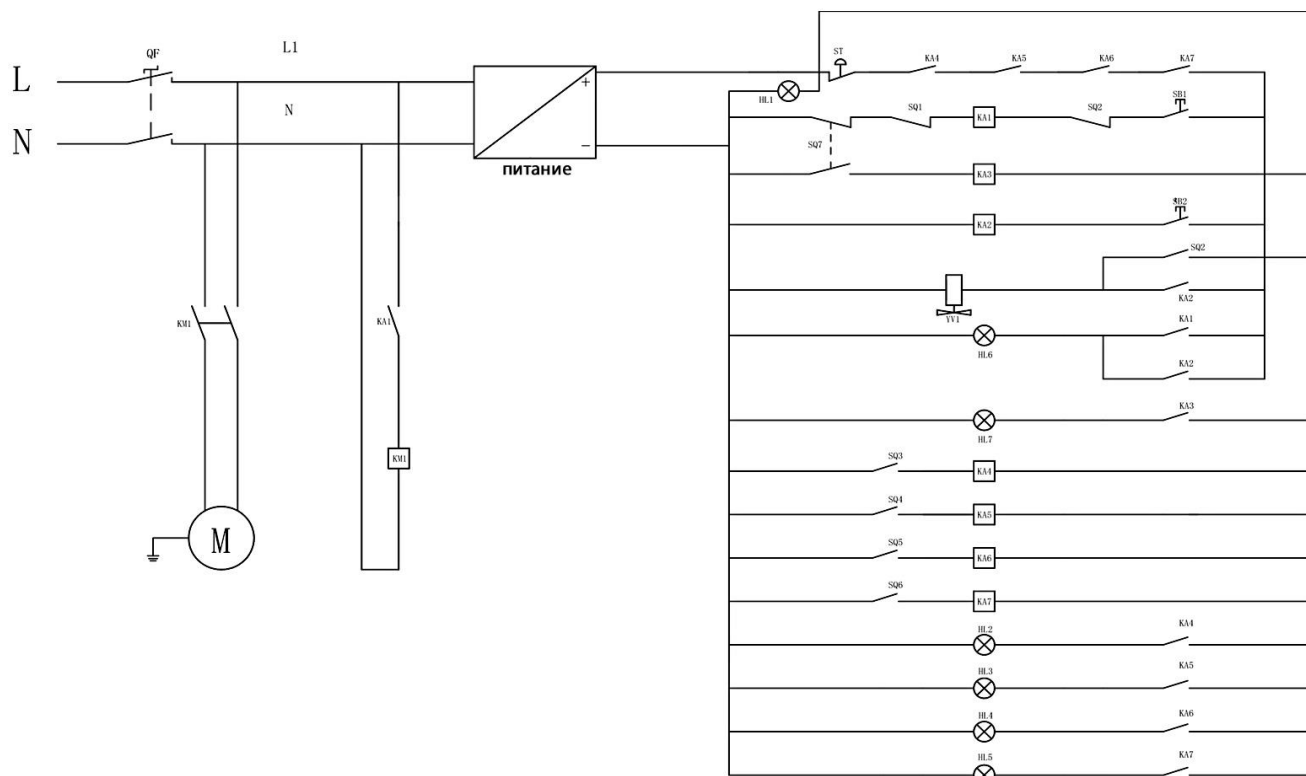 L1
QF
ST
KA4 KA5 KA6 KA7
L
+
HL1
SB1
N
SQ1
KA1
SQ2
N
SQ7
−
питание
KA3
SB2
KA2
SQ2
KA2
YV1
KM1
KA1
KA1
HL6
KA2
KA3
HL7
KM1
SQ3
KA4
SQ4
KA5
M
SQ5
KA6
SQ6
KA7
HL2
KA4
HL3
KA5
HL4
KA6
HL5
KA7